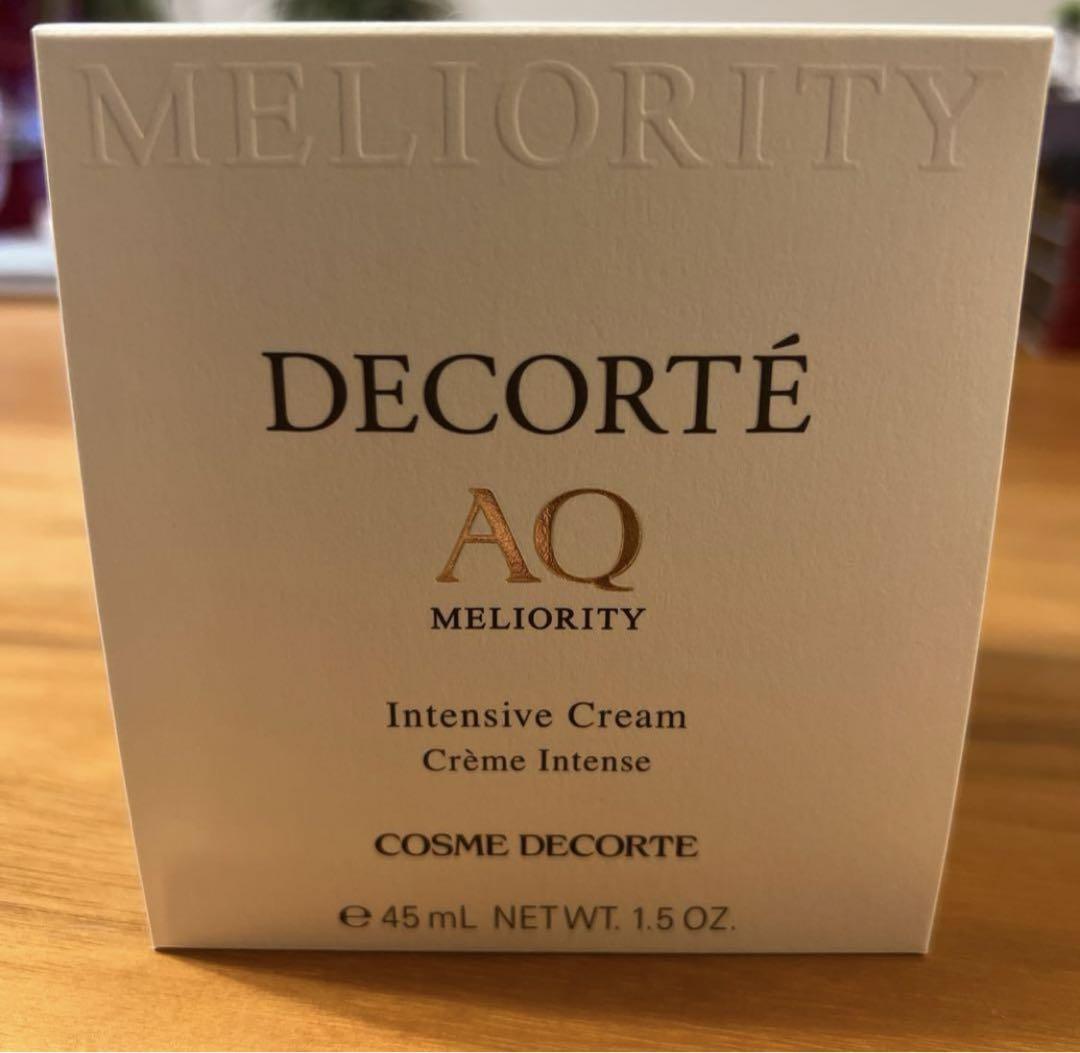 MELIORITY
DECORTÉ
AQ
MELIORITY
Intensive Cream
Crème Intense
COSME DECORTE
℮ 45 mL NET WT. 1.5 OZ.